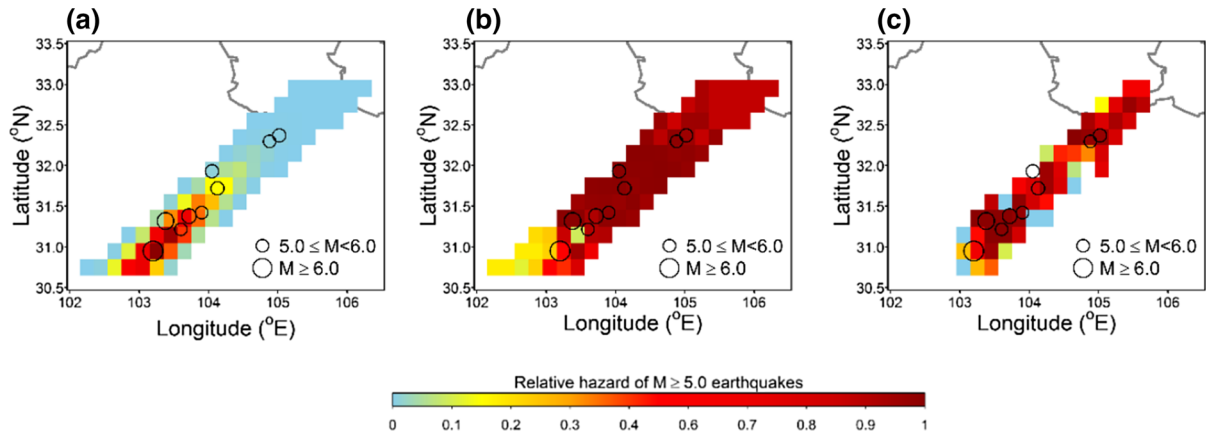 (a)
33.5
33.0
32.5
32.0
31.5
31.0
30.5
Latitude (°N)
102 103 104 105 106
Longitude (°E)
5.0 ≤ M<6.0
M ≥ 6.0
(b)
33.5
33.0
32.5
32.0
31.5
31.0
30.5
Latitude (°N)
102 103 104 105 106
Longitude (°E)
5.0 ≤ M<6.0
M ≥ 6.0
(c)
33.5
33.0
32.5
32.0
31.5
31.0
30.5
Latitude (°N)
102 103 104 105 106
Longitude (°E)
5.0 ≤ M<6.0
M ≥ 6.0
Relative hazard of M ≥ 5.0 earthquakes
0 0.1 0.2 0.3 0.4 0.5 0.6 0.7 0.8 0.9 1